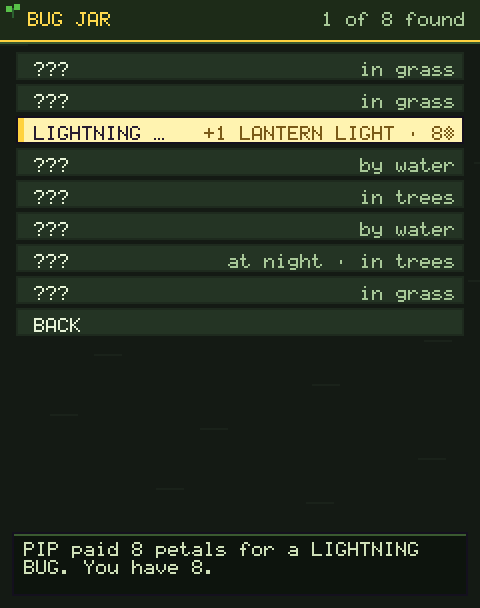 BUG JAR 1 of 8 found
??? in grass
??? in grass
LIGHTNING … +1 LANTERN LIGHT · 8❉
??? by water
??? in trees
??? by water
??? at night · in trees
??? in grass
BACK
PIP paid 8 petals for a LIGHTNING
BUG. You have 8.